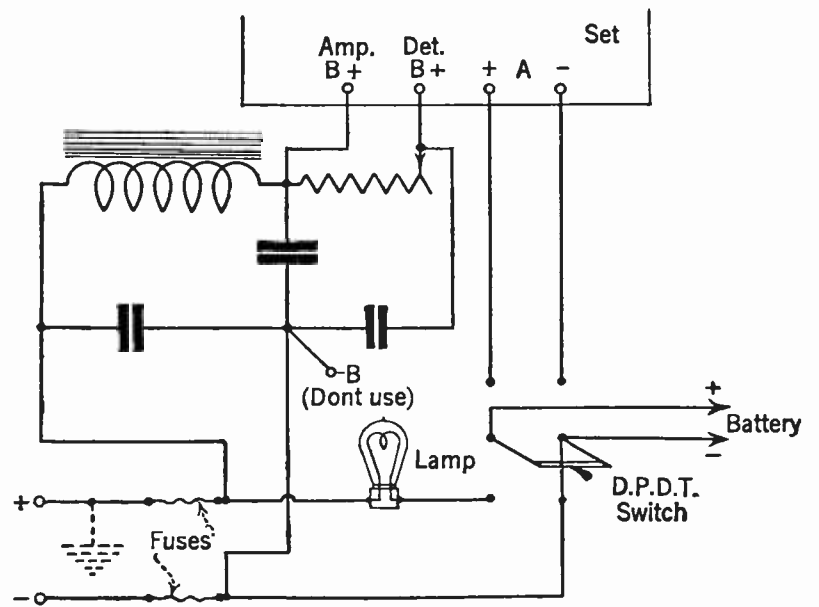 Set
Amp.
B +
Det.
B +
+ A -
-B
(Dont use)
+
Battery
-
Lamp
D.P.D.T.
Switch
+
Fuses
-